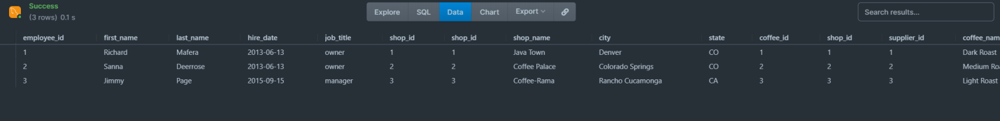 Success
(3 rows) 0.1 s
Explore SQL Data Chart Export
Search results...
employee_id first_name last_name hire_date job_title shop_id shop_id shop_name city state coffee_id shop_id supplier_id coffee_nam
1 Richard Mafera 2013-06-13 owner 1 1 Java Town Denver CO 1 1 1 Dark Roast
2 Sanna Deerrose 2013-06-13 owner 2 2 Coffee Palace Colorado Springs CO 2 2 2 Medium Roa
3 Jimmy Page 2015-09-15 manager 3 3 Coffee-Rama Rancho Cucamonga CA 3 3 3 Light Roast